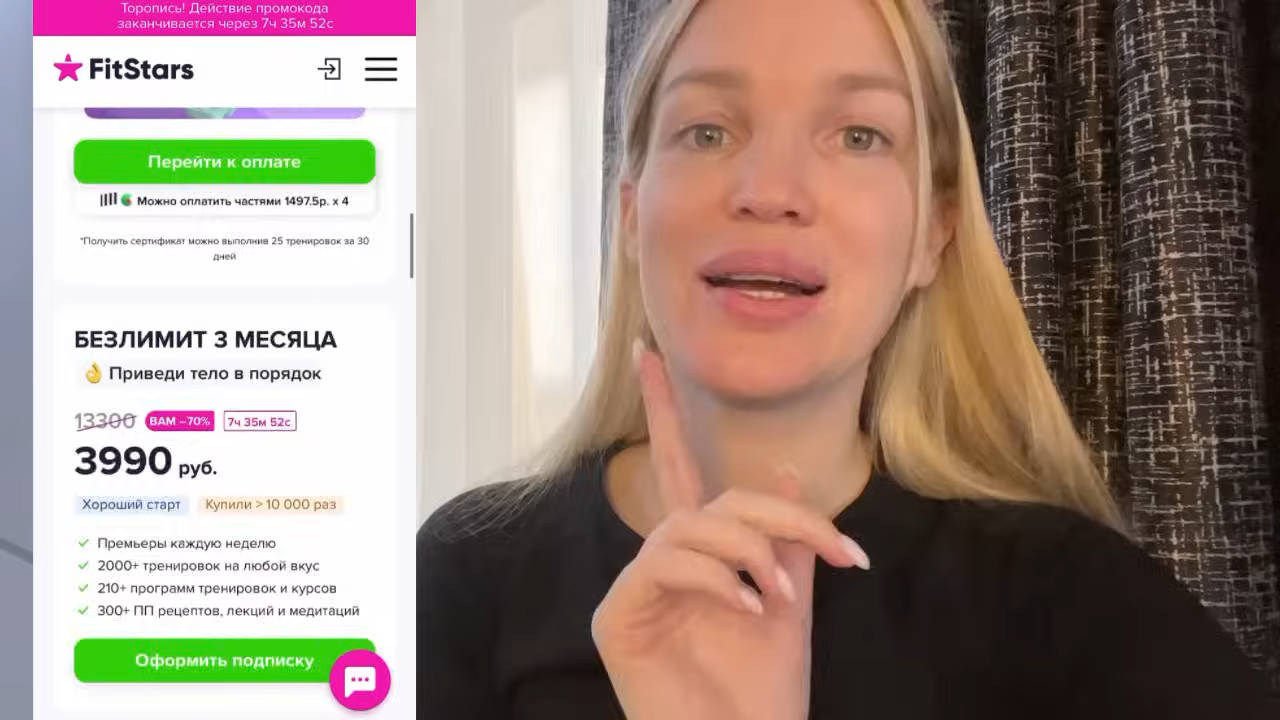 Торопись! Действие промокода
заканчивается через 7ч 35м 52с
FitStars
Перейти к оплате
Можно оплатить частями 1497.5р. х 4
*Получить сертификат можно выполнив 25 тренировок за 30
дней
БЕЗЛИМИТ 3 МЕСЯЦА
👌 Приведи тело в порядок
13300 ВАМ –70% 7ч 35м 52с
3990 руб.
Хороший старт Купили > 10 000 раз
✓ Премьеры каждую неделю
✓ 2000+ тренировок на любой вкус
✓ 210+ программ тренировок и курсов
✓ 300+ ПП рецептов, лекций и медитаций
Оформить подписку